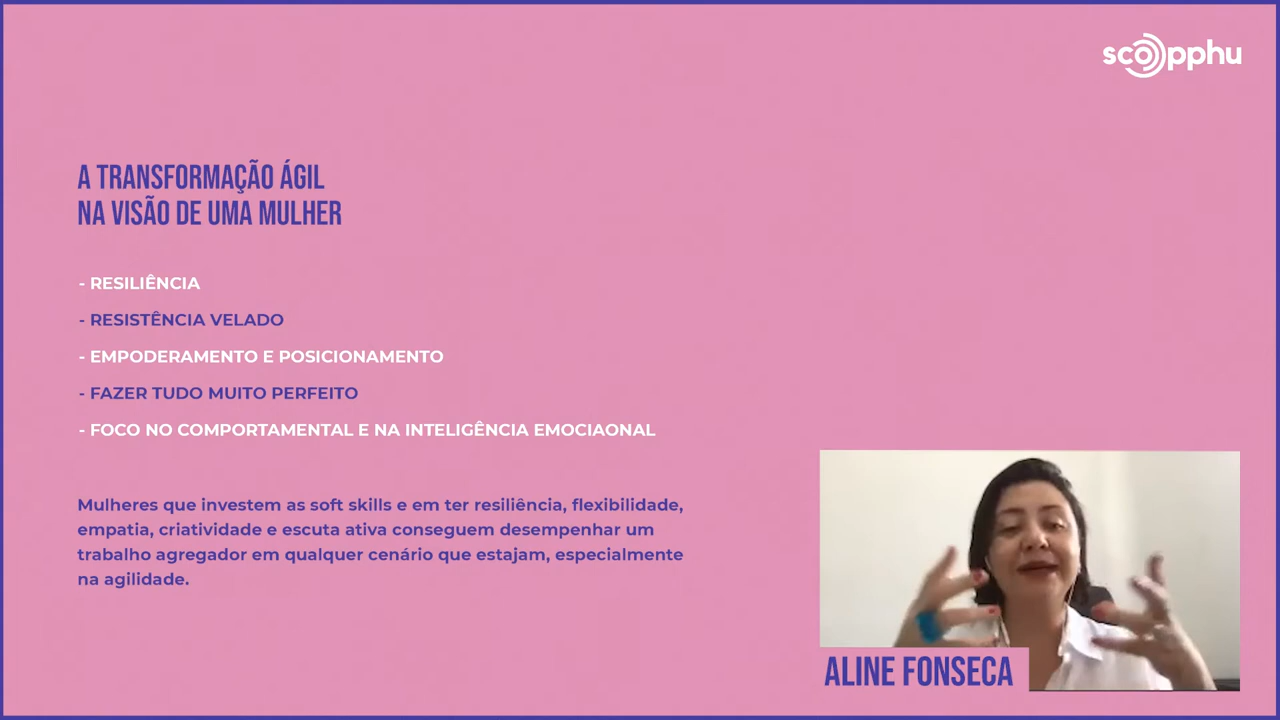 scopphu
A TRANSFORMAÇÃO ÁGIL
NA VISÃO DE UMA MULHER
- RESILIÊNCIA
- RESISTÊNCIA VELADO
- EMPODERAMENTO E POSICIONAMENTO
- FAZER TUDO MUITO PERFEITO
- FOCO NO COMPORTAMENTAL E NA INTELIGÊNCIA EMOCIAONAL
Mulheres que investem as soft skills e em ter resiliência, flexibilidade,
empatia, criatividade e escuta ativa conseguem desempenhar um
trabalho agregador em qualquer cenário que estajam, especialmente
na agilidade.
ALINE FONSECA